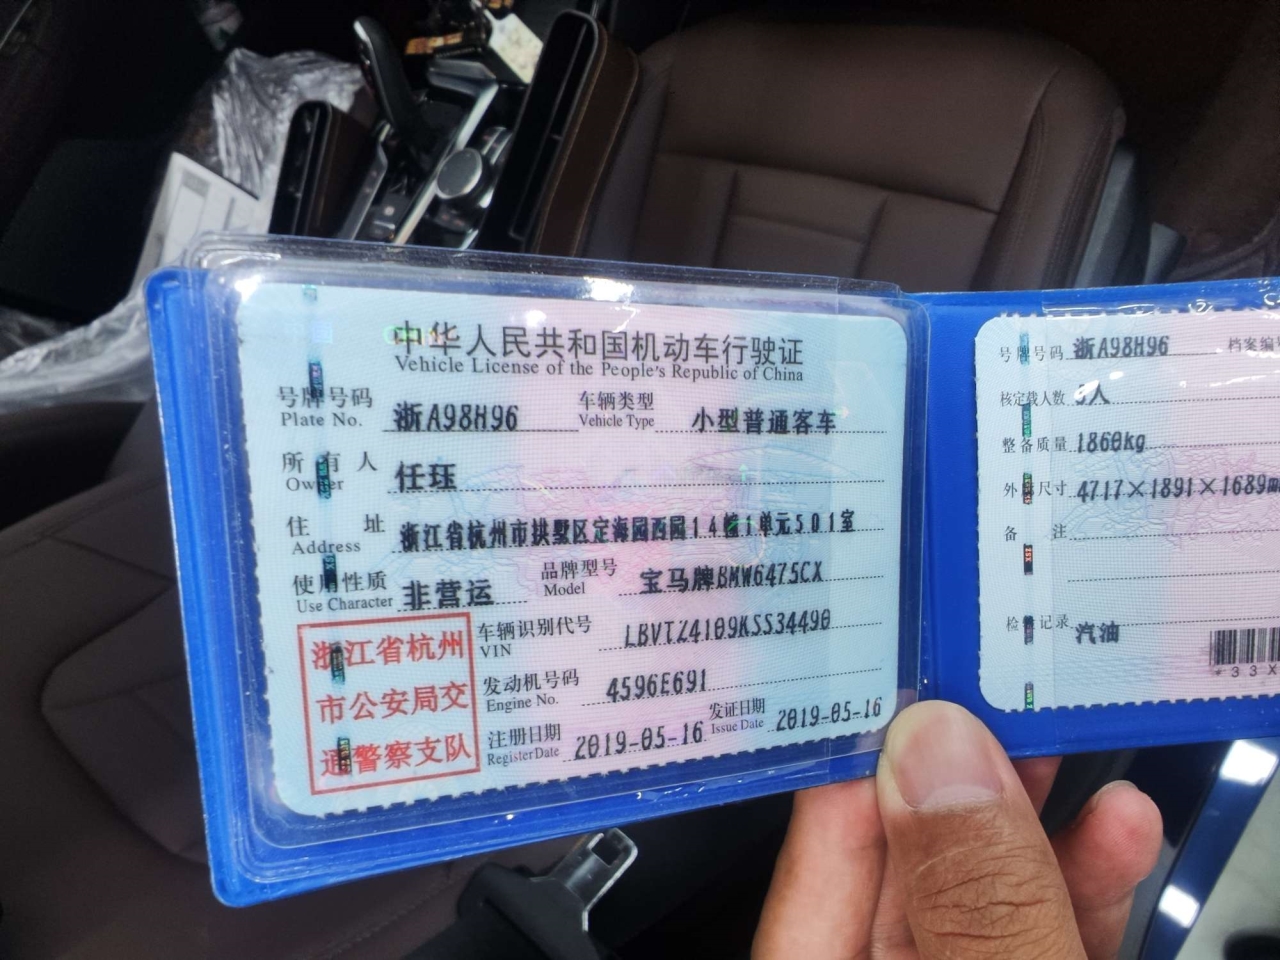 中华人民共和国机动车行驶证
Vehicle License of the People's Republic of China
号牌号码 浙A98H96 车辆类型 小型普通客车
Plate No. Vehicle Type
所有人 任珏
Owner
住址 浙江省杭州市拱墅区定海园西园14幢1单元501室
Address
使用性质 非营运 品牌型号 宝马牌BMW6475CX
Use Character Model
浙江省杭州
市公安局交
通警察支队
车辆识别代号 LBVTZ4109KSS34490
VIN
发动机号码 4596E691
Engine No.
注册日期 2019-05-16 发证日期 2019-05-16
Register Date Issue Date
号牌号码 浙A98H96 档案编号
核定载人数 人
整备质量 1860kg
外廓尺寸 4717×1891×1689m
备注
检验记录 汽油
*33X